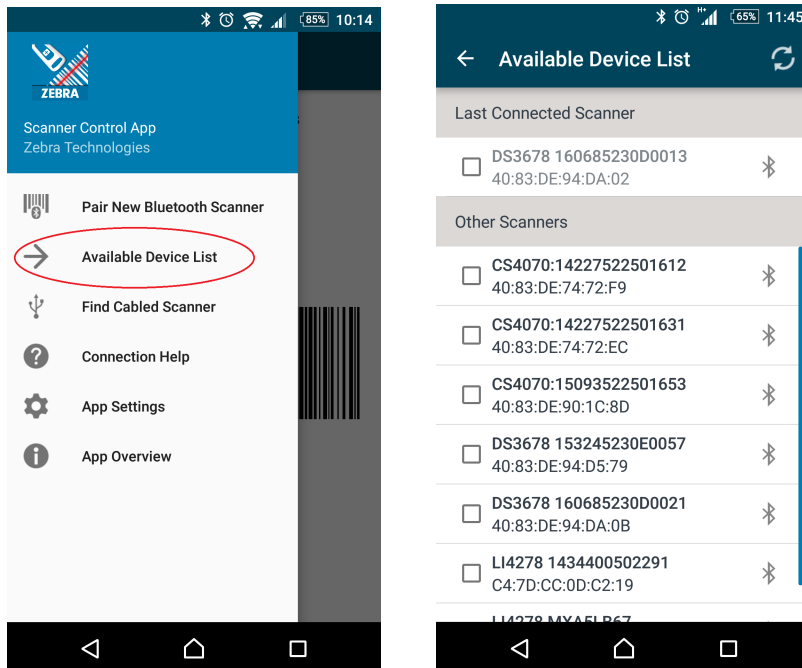 85% 10:14
ZEBRA
Scanner Control App
Zebra Technologies
Pair New Bluetooth Scanner
Available Device List
Find Cabled Scanner
Connection Help
App Settings
App Overview
H+ 65% 11:45
Available Device List
Last Connected Scanner
DS3678 160685230D0013
40:83:DE:94:DA:02
Other Scanners
CS4070:14227522501612
40:83:DE:74:72:F9
CS4070:14227522501631
40:83:DE:74:72:EC
CS4070:15093522501653
40:83:DE:90:1C:8D
DS3678 153245230E0057
40:83:DE:94:D5:79
DS3678 160685230D0021
40:83:DE:94:DA:0B
LI4278 1434400502291
C4:7D:CC:0D:C2:19
LI4278 MXA5LB67